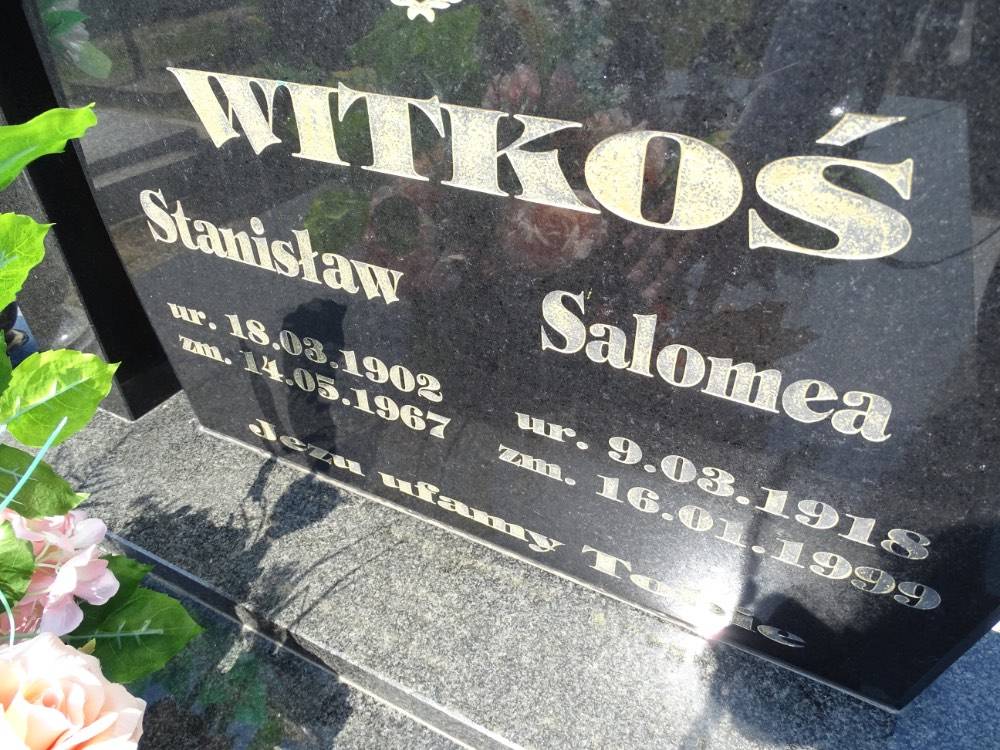 WITKOŚ
Stanisław
ur. 18.03.1902
zm. 14.05.1967
Salomea
ur. 9.03.1918
zm. 16.01.1999
Jezu ufamy Tobie